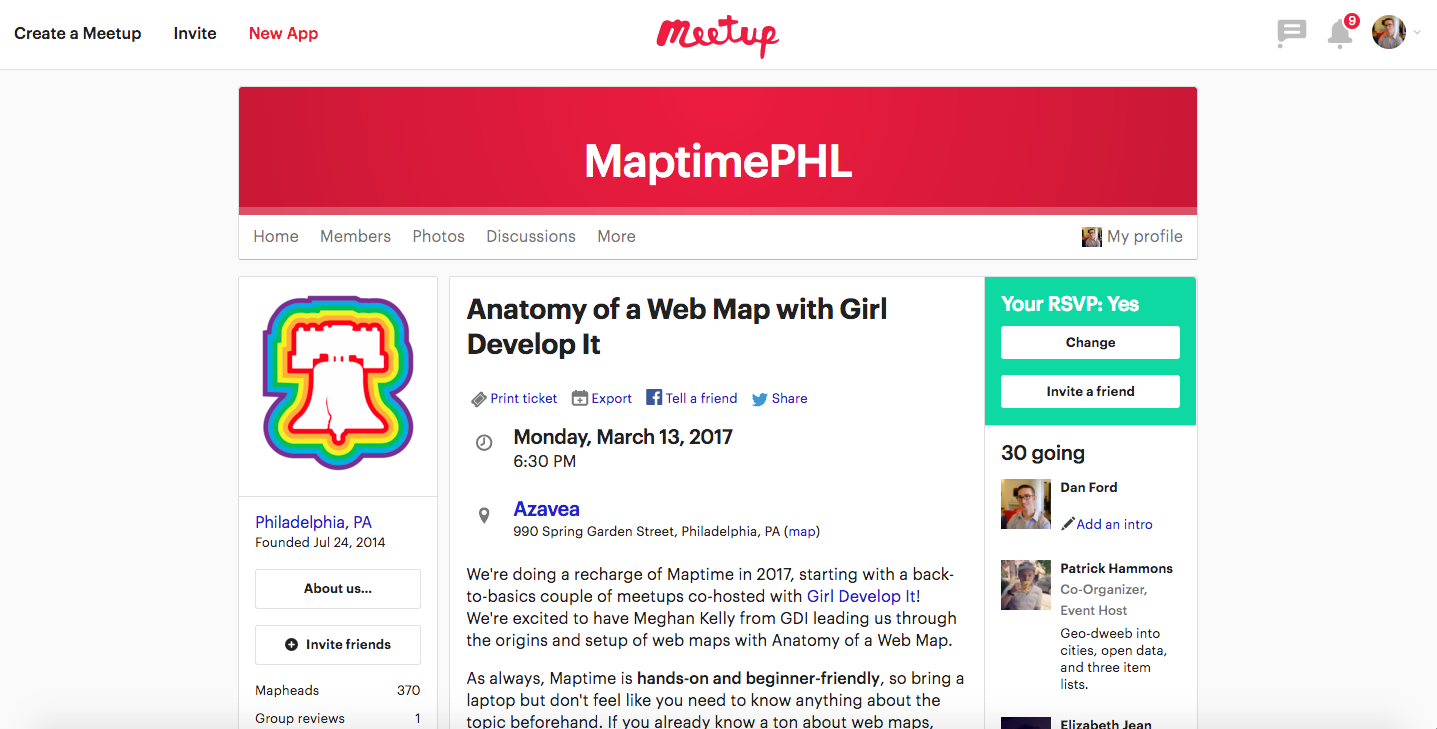 Create a Meetup
Invite
New App
Meetup
9
MaptimePHL
Home
Members
Photos
Discussions
More
My profile
Philadelphia, PA
Founded Jul 24, 2014
About us...
Invite friends
Mapheads 370
Group reviews 1
Anatomy of a Web Map with Girl
Develop It
Print ticket
Export
Tell a friend
Share
Monday, March 13, 2017
6:30 PM
Azavea
990 Spring Garden Street, Philadelphia, PA (map)
We're doing a recharge of Maptime in 2017, starting with a back-
to-basics couple of meetups co-hosted with Girl Develop It!
We're excited to have Meghan Kelly from GDI leading us through
the origins and setup of web maps with Anatomy of a Web Map.
As always, Maptime is hands-on and beginner-friendly, so bring a
laptop but don't feel like you need to know anything about the
topic beforehand. If you already know a ton about web maps,
Your RSVP: Yes
Change
Invite a friend
30 going
Dan Ford
Add an intro
Patrick Hammons
Co-Organizer,
Event Host
Geo-dweeb into
cities, open data,
and three item
lists.
Elizabeth Jean